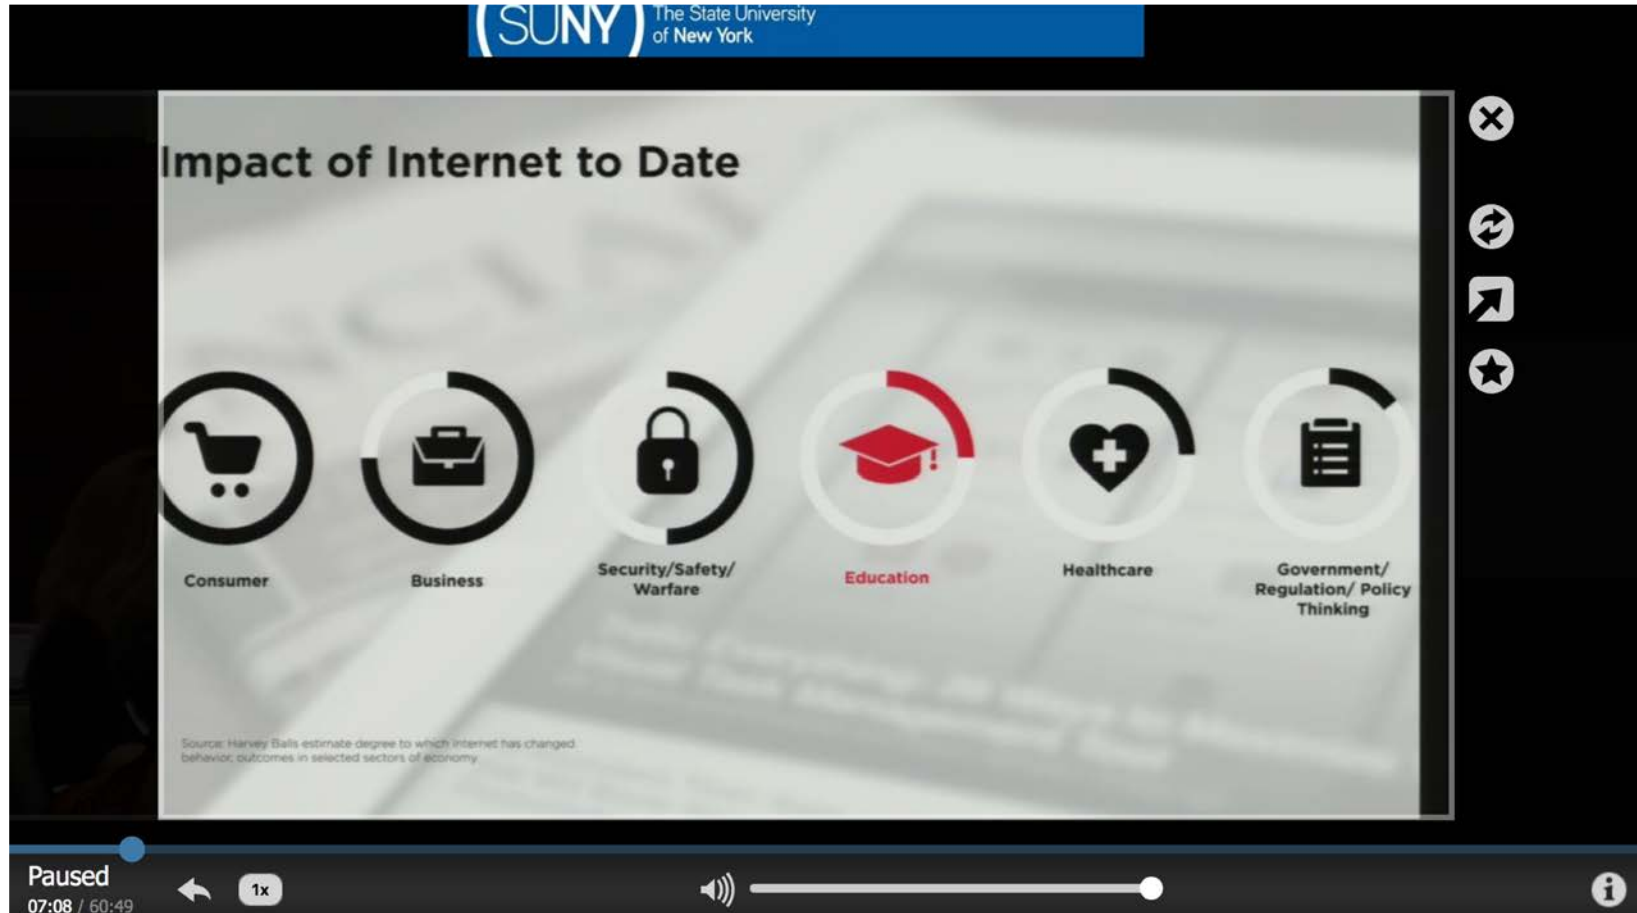 (SUNY)
The State University
of New York
Impact of Internet to Date
Consumer
Business
Security/Safety/
Warfare
Education
Healthcare
Government/
Regulation/ Policy
Thinking
Source: Harvey Balls estimate degree to which internet has changed
behavior, outcomes in selected sectors of economy
Paused
07:08 / 60:49
1x